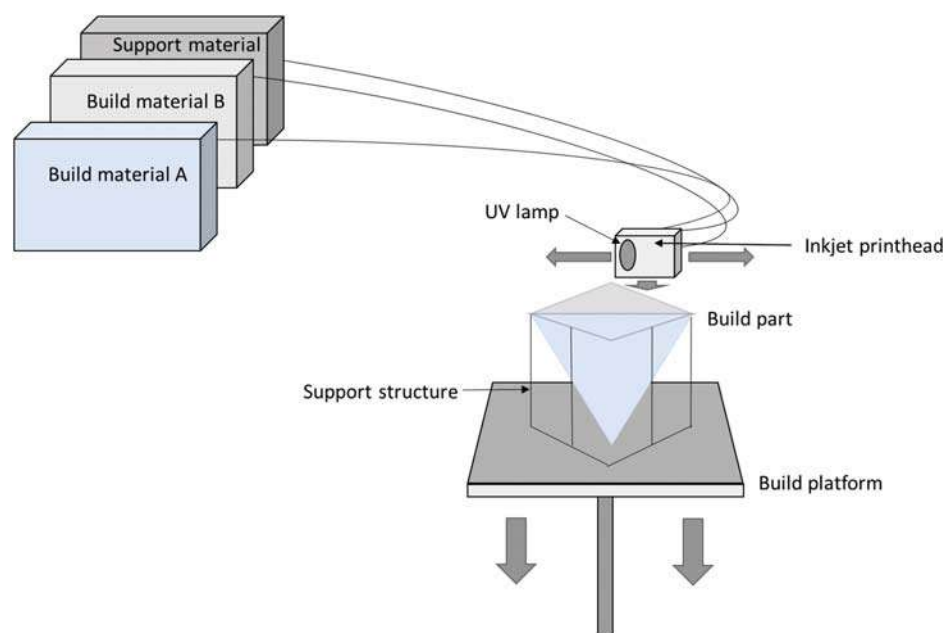 Support material
Build material B
Build material A
UV lamp
Inkjet printhead
Build part
Support structure
Build platform